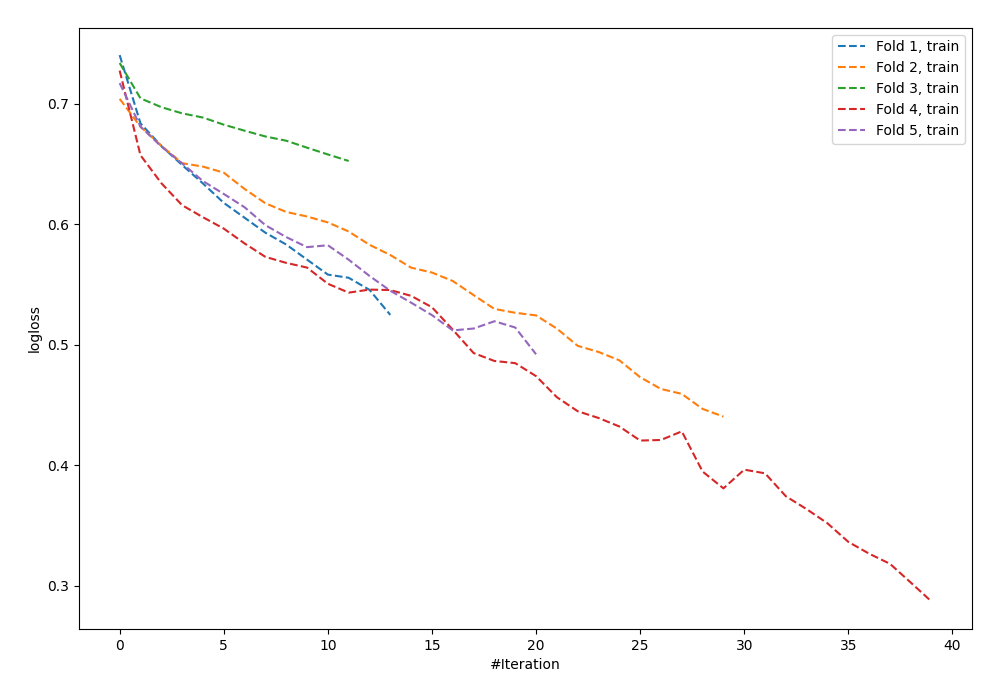 Fold 1, train
Fold 2, train
Fold 3, train
Fold 4, train
Fold 5, train
logloss
0.7
0.6
0.5
0.4
0.3
0 5 10 15 20 25 30 35 40
#Iteration